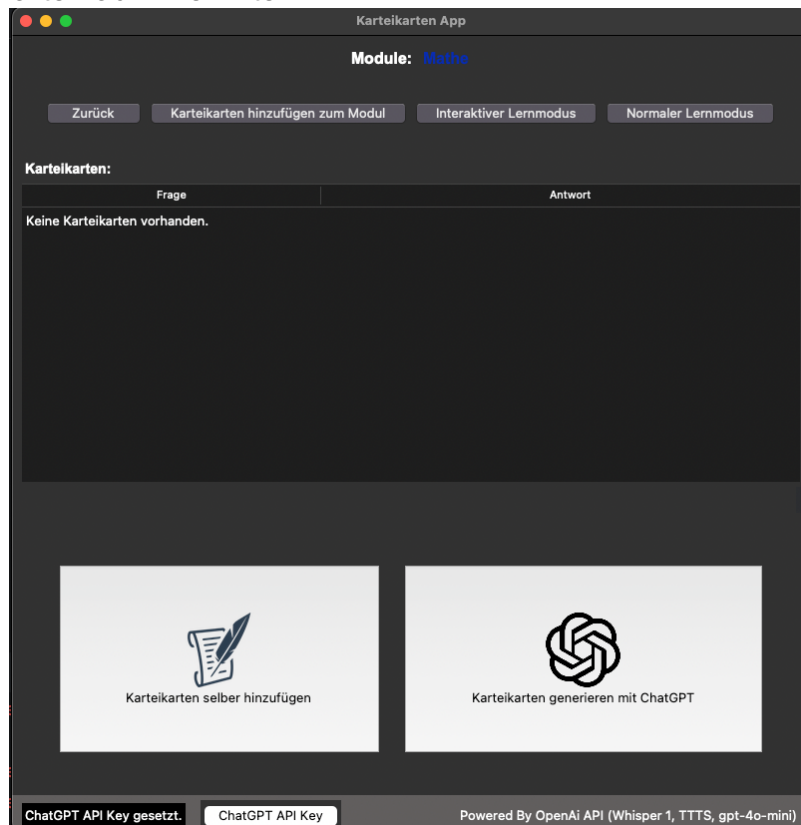 Karteikarten App
Module: Mathe
Zurück Karteikarten hinzufügen zum Modul Interaktiver Lernmodus Normaler Lernmodus
Karteikarten:
Frage Antwort
Keine Karteikarten vorhanden.
Karteikarten selber hinzufügen Karteikarten generieren mit ChatGPT
ChatGPT API Key gesetzt. ChatGPT API Key Powered By OpenAi API (Whisper 1, TTTS, gpt-4o-mini)